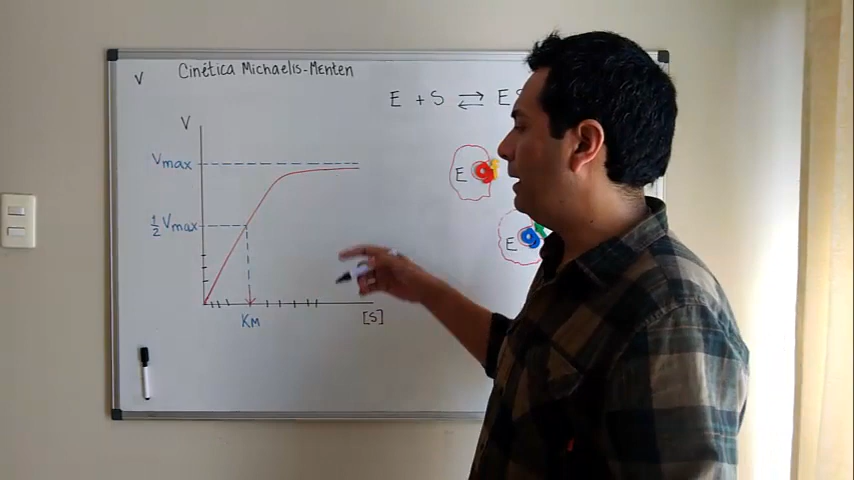 V
Cinética Michaelis-Menten
E + S ⇌ ES
V
Vmax
½ Vmax
KM
[S]
E
E